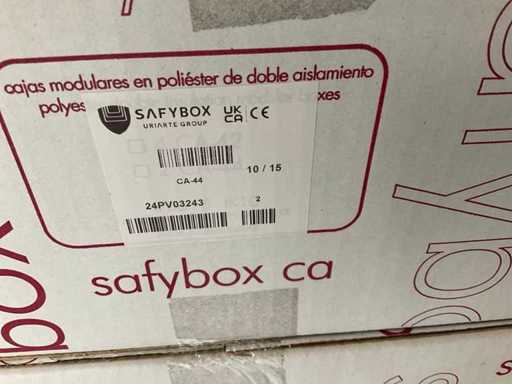 cajas modulares en poliéster de doble aislamiento
SAFYBOX
URIARTE GROUP
UK
CA
CE
CA-44
10 / 15
24PV03243
2
safybox ca